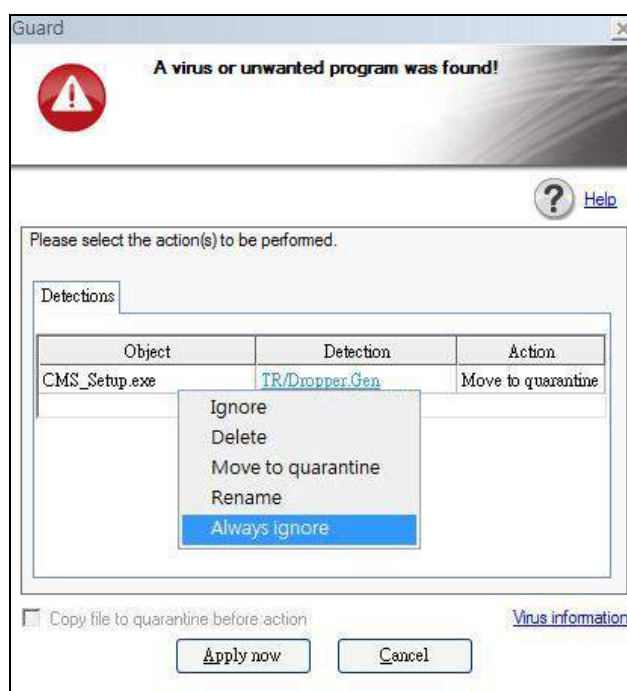 Guard
A virus or unwanted program was found!
Help
Please select the action(s) to be performed.
Detections
Object Detection Action
CMS_Setup.exe TR/Dropper.Gen Move to quarantine
Ignore
Delete
Move to quarantine
Rename
Always ignore
Copy file to quarantine before action Virus information
Apply now Cancel